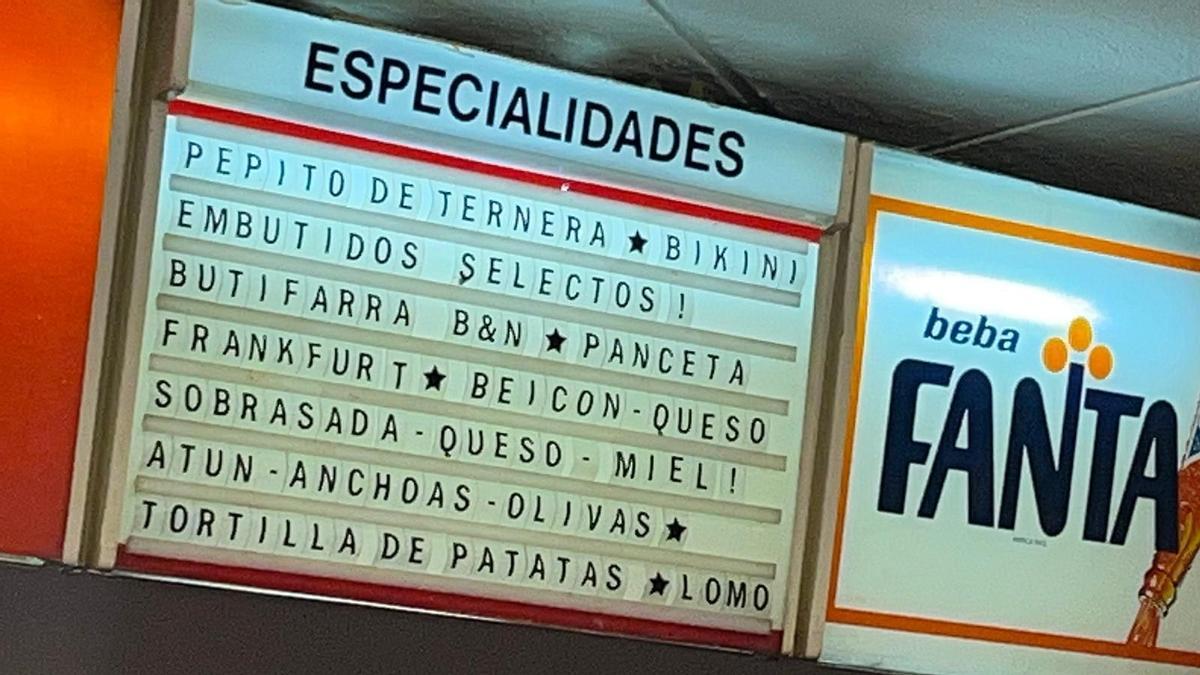 ESPECIALIDADES
PEPITO DE TERNERA ★ BIKINI
EMBUTIDOS SELECTOS !
BUTIFARRA B&N ★ PANCETA
FRANKFURT ★ BEICON-QUESO
SOBRASADA - QUESO - MIEL !
ATUN - ANCHOAS - OLIVAS ★
TORTILLA DE PATATAS ★ LOMO
beba
FANTA